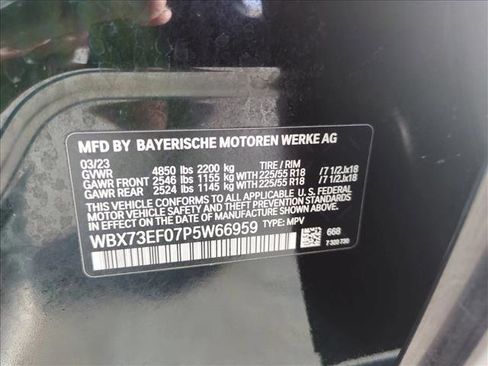 MFD BY BAYERISCHE MOTOREN WERKE AG
03/23
GVWR 4850 lbs 2200 kg TIRE / RIM
GAWR FRONT 2546 lbs 1155 kg WITH 225/55 R18 /7 1/2Jx18
GAWR REAR 2524 lbs 1145 kg WITH 225/55 R18 /7 1/2Jx18
THIS VEHICLE CONFORMS TO ALL APPLICABLE U. S. FEDERAL
MOTOR VEHICLE SAFETY, BUMPER, AND THEFT PREVENTION STANDARDS
IN EFFECT ON THE DATE OF MANUFACTURE SHOWN ABOVE.
WBX73EF07P5W66959 TYPE: MPV
668